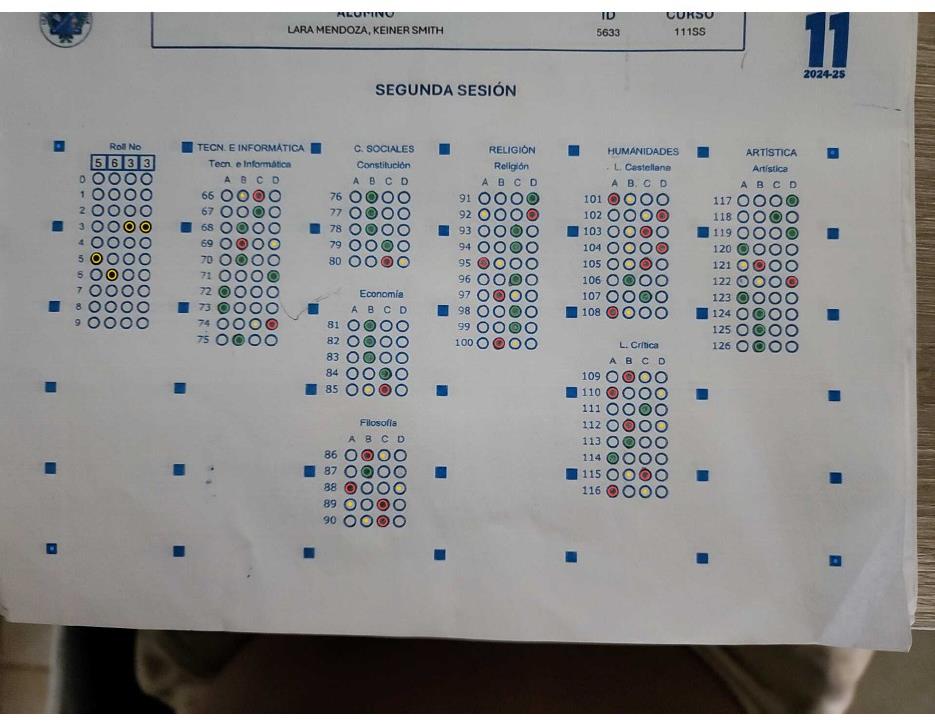 ALUMNO ID CURSO
LARA MENDOZA, KEINER SMITH 5633 111SS
11
2024-25
SEGUNDA SESIÓN
Roll No
5 6 3 3
0
1
2
3
4
5
6
7
8
9
TECN. E INFORMÁTICA
Tecn. e Informática
A B C D
66
67
68
69
70
71
72
73
74
75
C. SOCIALES
Constitución
A B C D
76
77
78
79
80
Economía
A B C D
81
82
83
84
85
Filosofía
A B C D
86
87
88
89
90
RELIGIÓN
Religión
A B C D
91
92
93
94
95
96
97
98
99
100
HUMANIDADES
L. Castellana
A B C D
101
102
103
104
105
106
107
108
L. Crítica
A B C D
109
110
111
112
113
114
115
116
ARTÍSTICA
Artística
A B C D
117
118
119
120
121
122
123
124
125
126